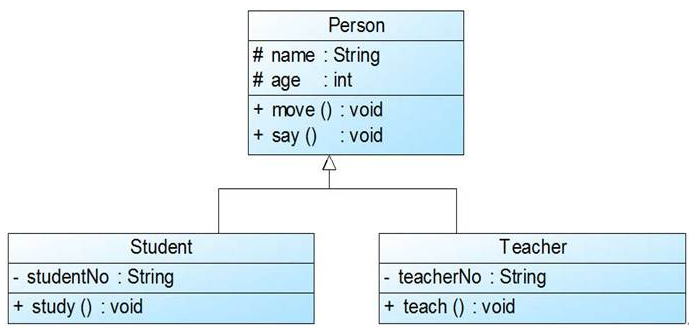 Person
# name : String
# age : int
+ move () : void
+ say () : void
Student
- studentNo : String
+ study () : void
Teacher
- teacherNo : String
+ teach () : void